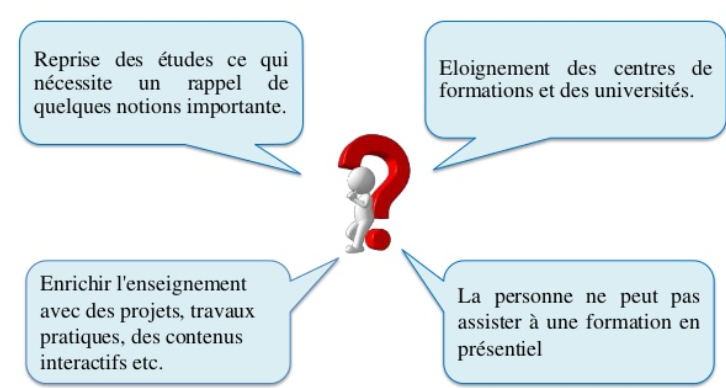 Reprise des études ce qui
nécessite un rappel de
quelques notions importante.
Eloignement des centres de
formations et des universités.
Enrichir l'enseignement
avec des projets, travaux
pratiques, des contenus
interactifs etc.
La personne ne peut pas
assister à une formation en
présentiel